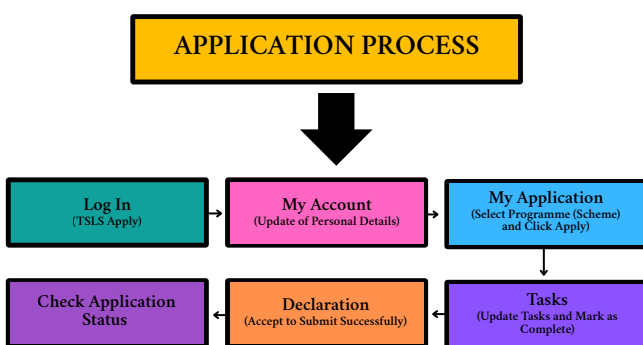 APPLICATION PROCESS
Log In
(TSLS Apply)
My Account
(Update of Personal Details)
My Application
(Select Programme (Scheme)
and Click Apply)
Tasks
(Update Tasks and Mark as
Complete)
Declaration
(Accept to Submit Successfully)
Check Application
Status